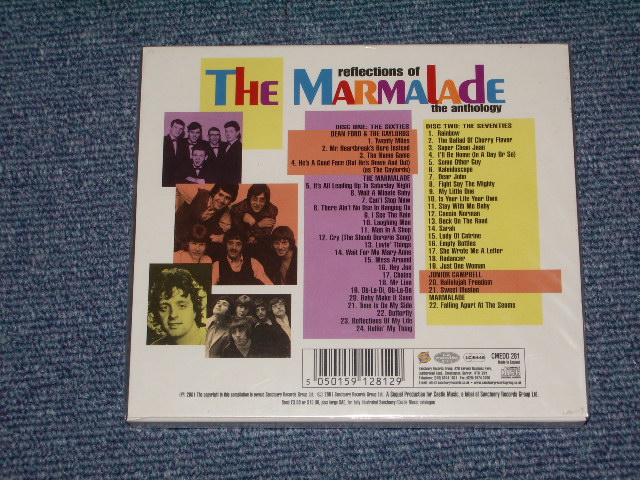 reflections of
THE MARMALADE
the anthology
DISC ONE: THE SIXTIES
DEAN FORD & THE GAYLORDS
1. Twenty Miles
2. Mr. Heartbreak's Here Instead
3. The Name Game
4. He's A Good Face (But He's Down And Out)
(as The Gaylords)
THE MARMALADE
5. It's All Leading Up To Saturday Night
6. Wait A Minute Baby
7. Can't Stop Now
8. There Ain't No Use In Hanging On
9. I See The Rain
10. Laughing Man
11. Man In A Shop
12. Cry (The Shoob Dororie Song)
13. Lovin' Things
14. Wait For Me Mary-Anne
15. Mess Around
16. Hey Joe
17. Chains
18. Mr Lion
19. Ob-La-Di, Ob-La-Da
20. Baby Make It Soon
21. Time Is On My Side
22. Butterfly
23. Reflections Of My Life
24. Rollin' My Thing
DISC TWO: THE SEVENTIES
1. Rainbow
2. The Ballad Of Cherry Flavar
3. Super Clean Jean
4. I'll Be Home (In A Day Or So)
5. Some Other Guy
6. Kaleidoscope
7. Dear John
8. Fight Say The Mighty
9. My Little One
10. Is Your Life Your Own
11. Stay With Me Baby
12. Cousin Norman
13. Back On The Road
14. Sarah
15. Lady Of Catrine
16. Empty Bottles
17. She Wrote Me A Letter
18. Radancer
19. Just One Woman
JUNIOR CAMPBELL
20. Hallelujah Freedom
21. Sweet Illusion
MARMALADE
22. Falling Apart At The Seams
5 050159 128129
CMEDD 261
Made in England